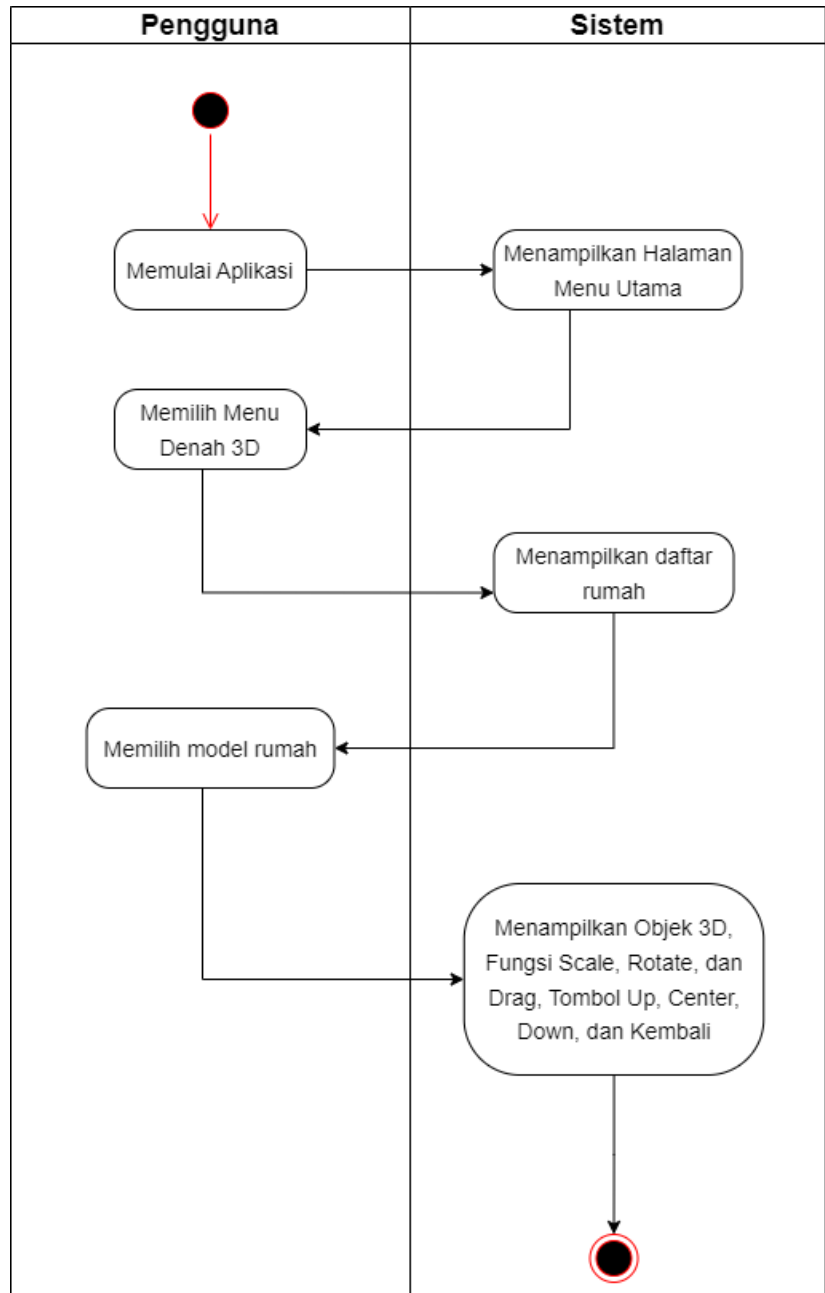 Pengguna
Sistem
Memulai Aplikasi
Menampilkan Halaman
Menu Utama
Memilih Menu
Denah 3D
Menampilkan daftar
rumah
Memilih model rumah
Menampilkan Objek 3D,
Fungsi Scale, Rotate, dan
Drag, Tombol Up, Center,
Down, dan Kembali